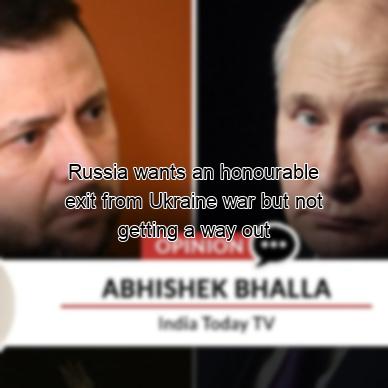 Russia wants an honourable
exit from Ukraine war but not
getting a way out
OPINION
ABHISHEK BHALLA
India Today TV